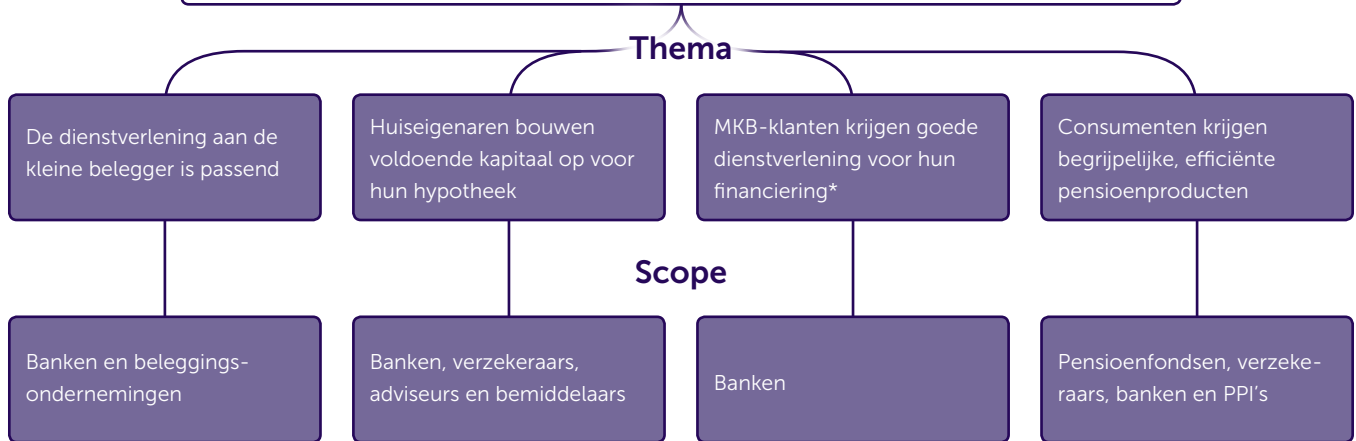 Thema
De dienstverlening aan de
kleine belegger is passend
Huiseigenaren bouwen
voldoende kapitaal op voor
hun hypotheek
MKB-klanten krijgen goede
dienstverlening voor hun
financiering*
Consumenten krijgen
begrijpelijke, efficiënte
pensioenproducten
Scope
Banken en beleggings-
ondernemingen
Banken, verzekeraars,
adviseurs en bemiddelaars
Banken
Pensioenfondsen, verzeke-
raars, banken en PPI's